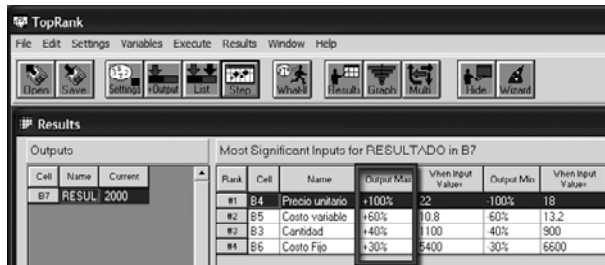 TopRank
File Edit Settings Variables Execute Results Window Help
Open Save Settings +Output List Step What-If Results Graph Multi Hide Wizard
Results
Outputs
Cell Name Current
B7 RESUL 2000
Most Significant Inputs for RESULTADO in B7
Rank Cell Name Output Max When Input Value= Output Min When Input Value=
#1 B4 Precio unitario +100% 22 -100% 18
#2 B5 Costo variable +60% 10.8 -60% 13.2
#3 B3 Cantidad +40% 1100 -40% 900
#4 B6 Costo Fijo +30% 5400 -30% 6600